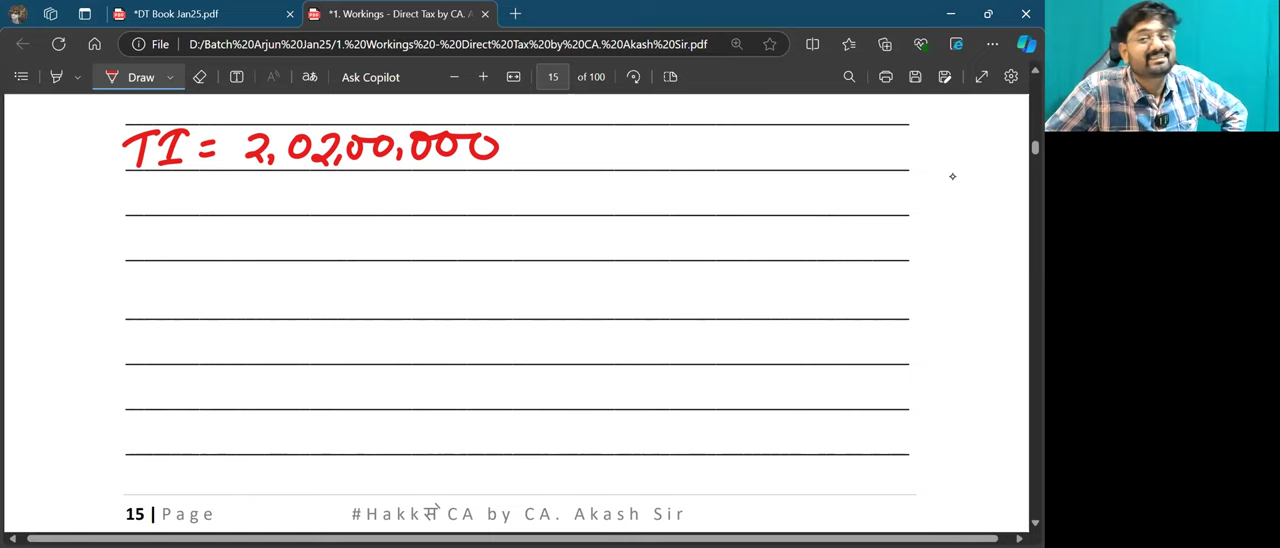 *DT Book Jan25.pdf
*1. Workings - Direct Tax by CA. A
File
D:/Batch%20Arjun%20Jan25/1.%20Workings%20-%20Direct%20Tax%20by%20CA.%20Akash%20Sir.pdf
Draw
aあ
Ask Copilot
15 of 100
TI = 2,02,00,000
15 | Page
#Hakkसे CA by CA. Akash Sir